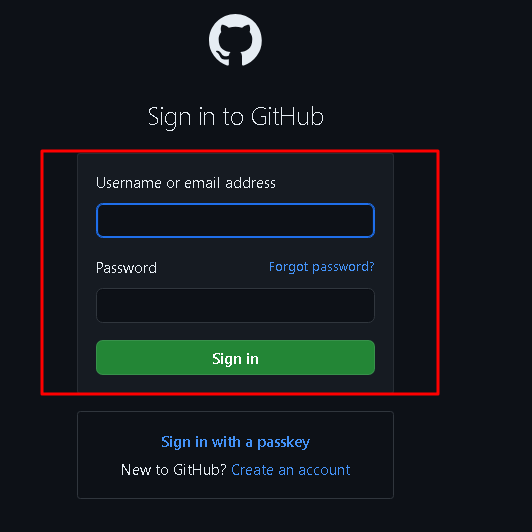 Sign in to GitHub
Username or email address
Password Forgot password?
Sign in
Sign in with a passkey
New to GitHub? Create an account